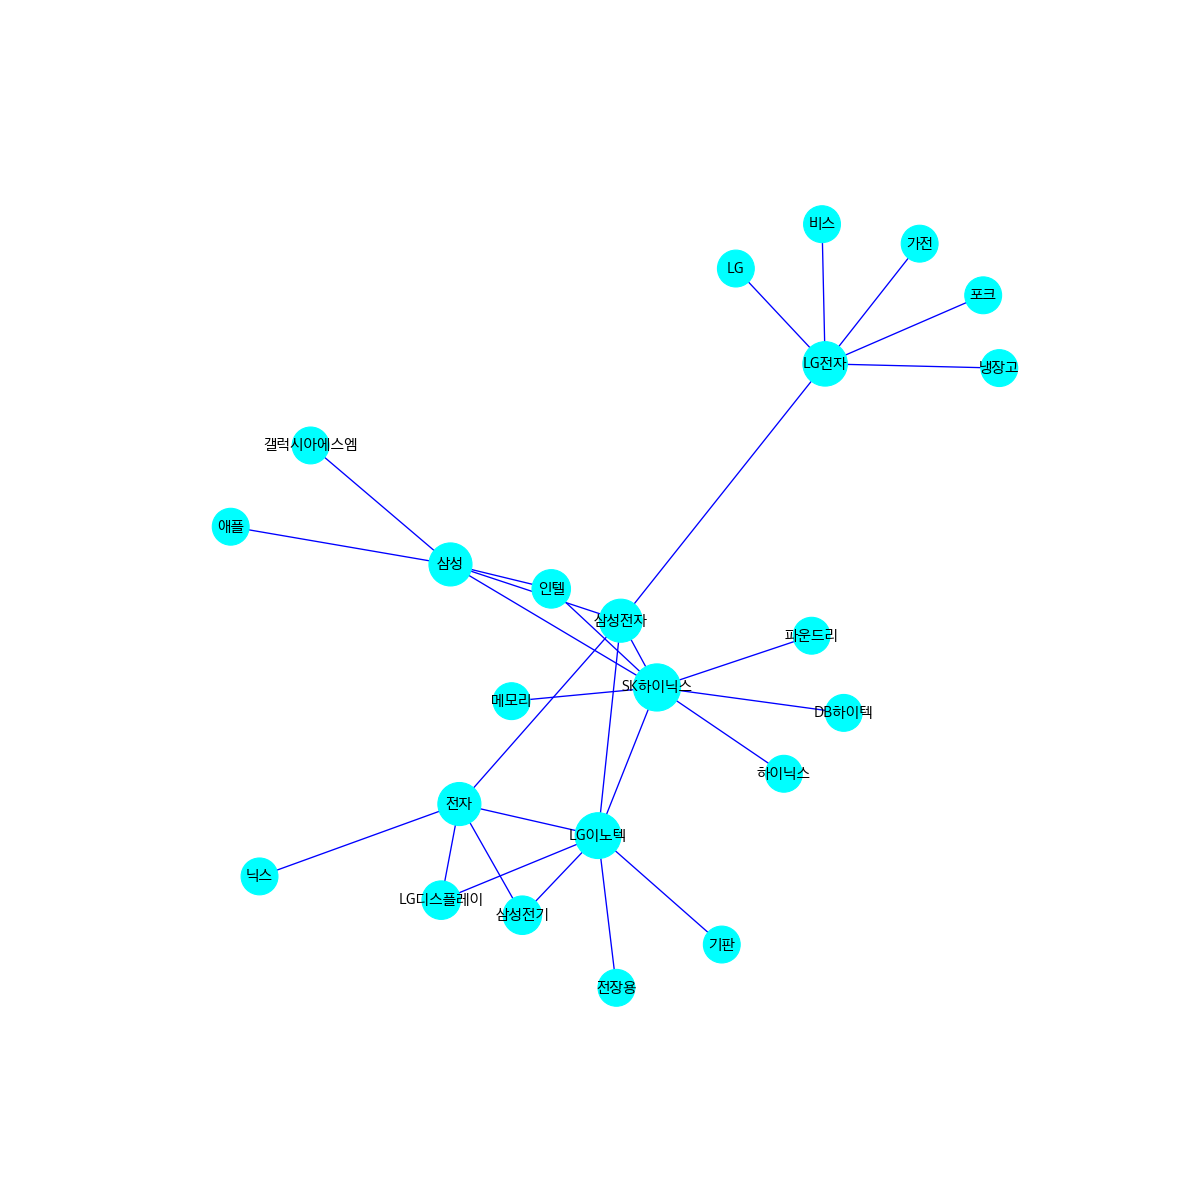 비스
가전
LG
포크
LG전자
냉장고
갤럭시아에스엠
애플
삼성
인텔
삼성전자
파운드리
SK하이닉스
메모리
DB하이텍
하이닉스
전자
LG이노텍
닉스
LG디스플레이
삼성전기
기판
전장용